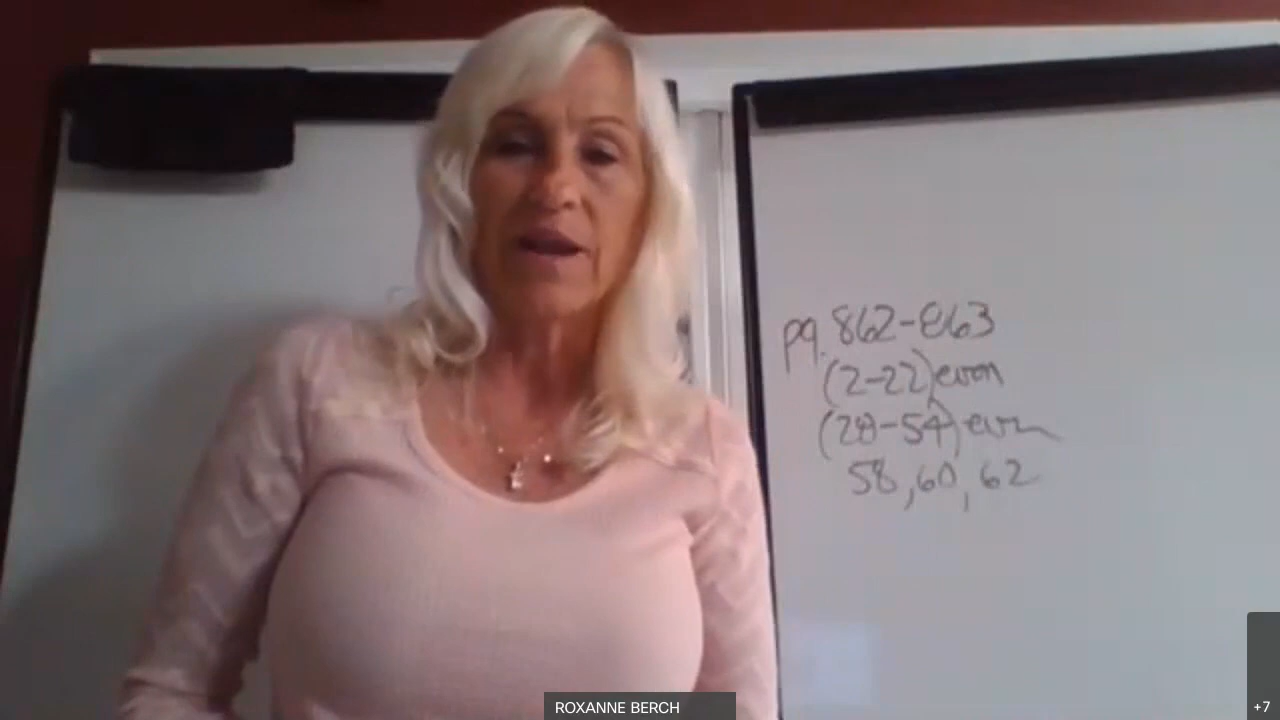 pg. 862-863
(2-22) even
(28-54) even
58, 60, 62
ROXANNE BERCH
+7